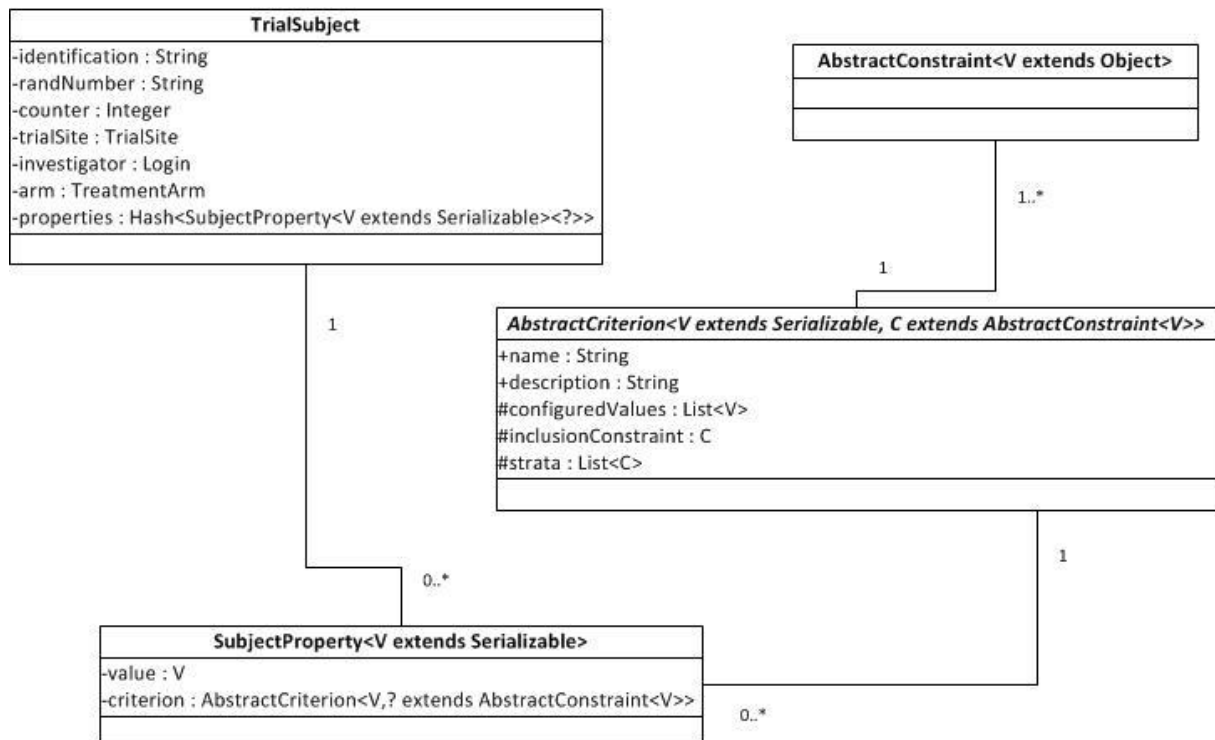 TrialSubject
-identification : String
-randNumber : String
-counter : Integer
-trialSite : TrialSite
-investigator : Login
-arm : TreatmentArm
-properties : Hash<SubjectProperty<V extends Serializable><?>>
AbstractConstraint<V extends Object>
1..*
1
AbstractCriterion<V extends Serializable, C extends AbstractConstraint<V>>
+name : String
+description : String
#configuredValues : List<V>
#inclusionConstraint : C
#strata : List<C>
1
1
0..*
SubjectProperty<V extends Serializable>
-value : V
-criterion : AbstractCriterion<V,? extends AbstractConstraint<V>>
0..*